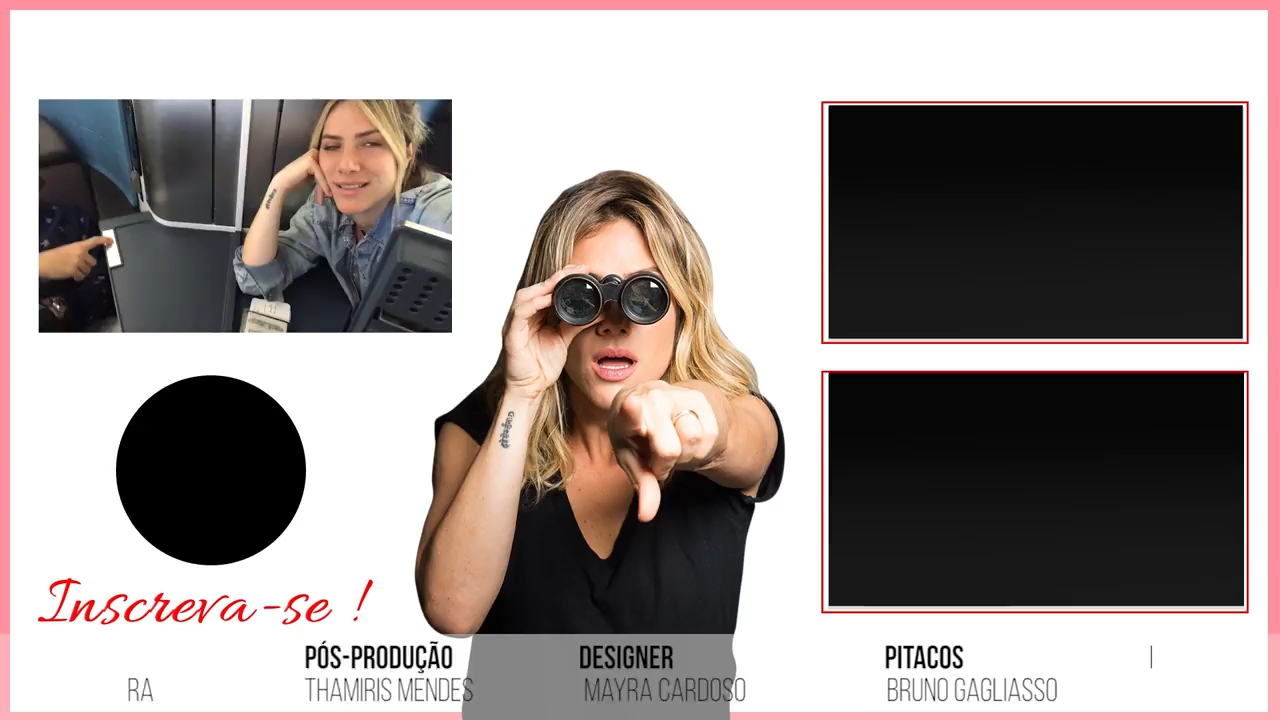 Inscreva-se !
PÓS-PRODUÇÃO DESIGNER PITACOS
RA THAMIRIS MENDES MAYRA CARDOSO BRUNO GAGLIASSO